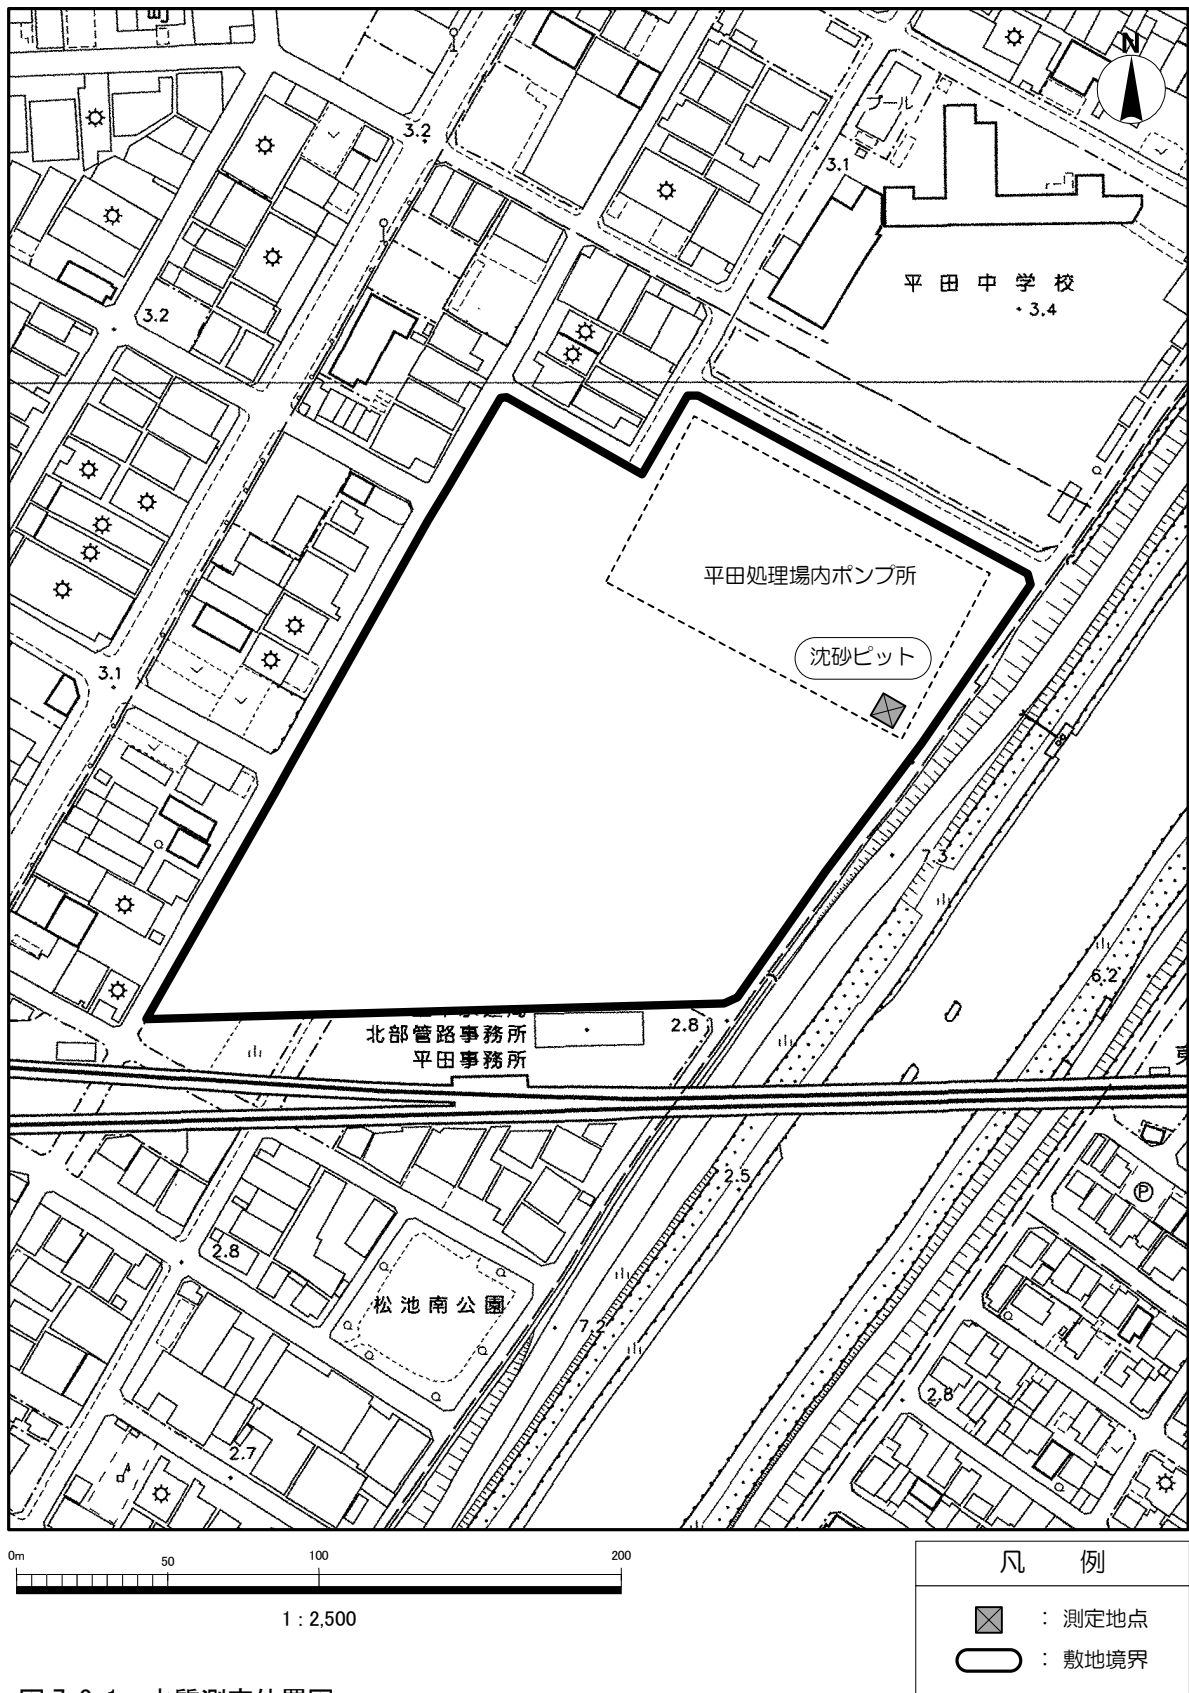 N
プール
3.2
3.1
平田中学校
3.4
3.2
平田処理場内ポンプ所
沈砂ピット
3.1
7.3
6.2
北部管路事務所
平田事務所
2.8
2.5
P
2.8
松池南公園
7.2
2.8
2.7
0m 50 100 200
1：2,500
凡 例
：測定地点
：敷地境界